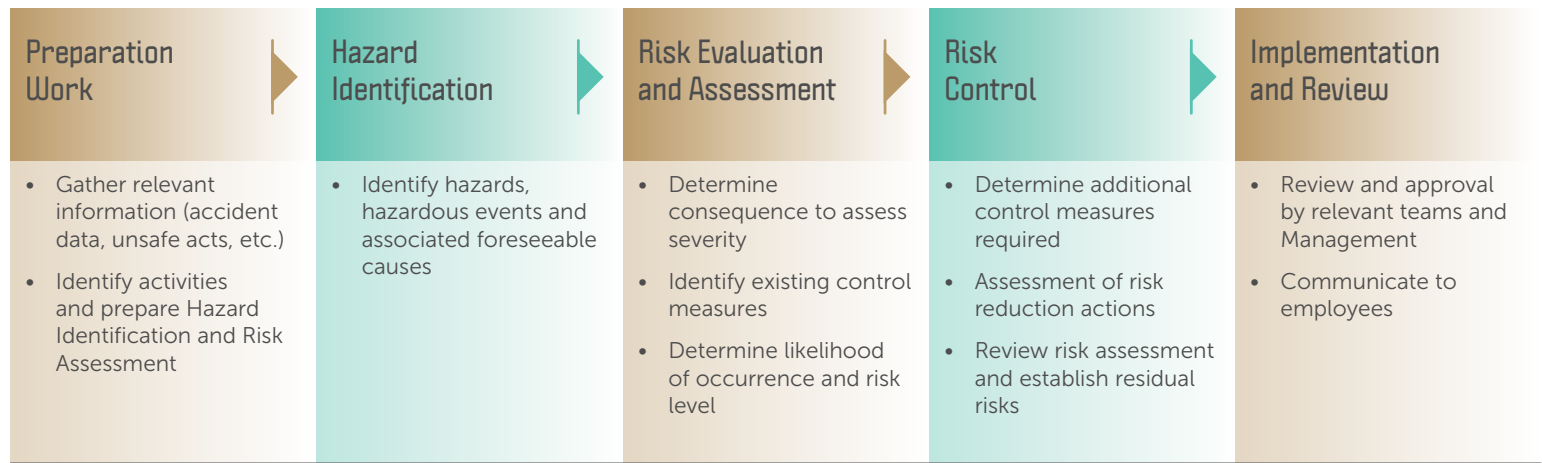 Preparation
Work
• Gather relevant
information (accident
data, unsafe acts, etc.)
• Identify activities
and prepare Hazard
Identification and Risk
Assessment
Hazard
Identification
• Identify hazards,
hazardous events and
associated foreseeable
causes
Risk Evaluation
and Assessment
• Determine
consequence to assess
severity
• Identify existing control
measures
• Determine likelihood
of occurrence and risk
level
Risk
Control
• Determine additional
control measures
required
• Assessment of risk
reduction actions
• Review risk assessment
and establish residual
risks
Implementation
and Review
• Review and approval
by relevant teams and
Management
• Communicate to
employees